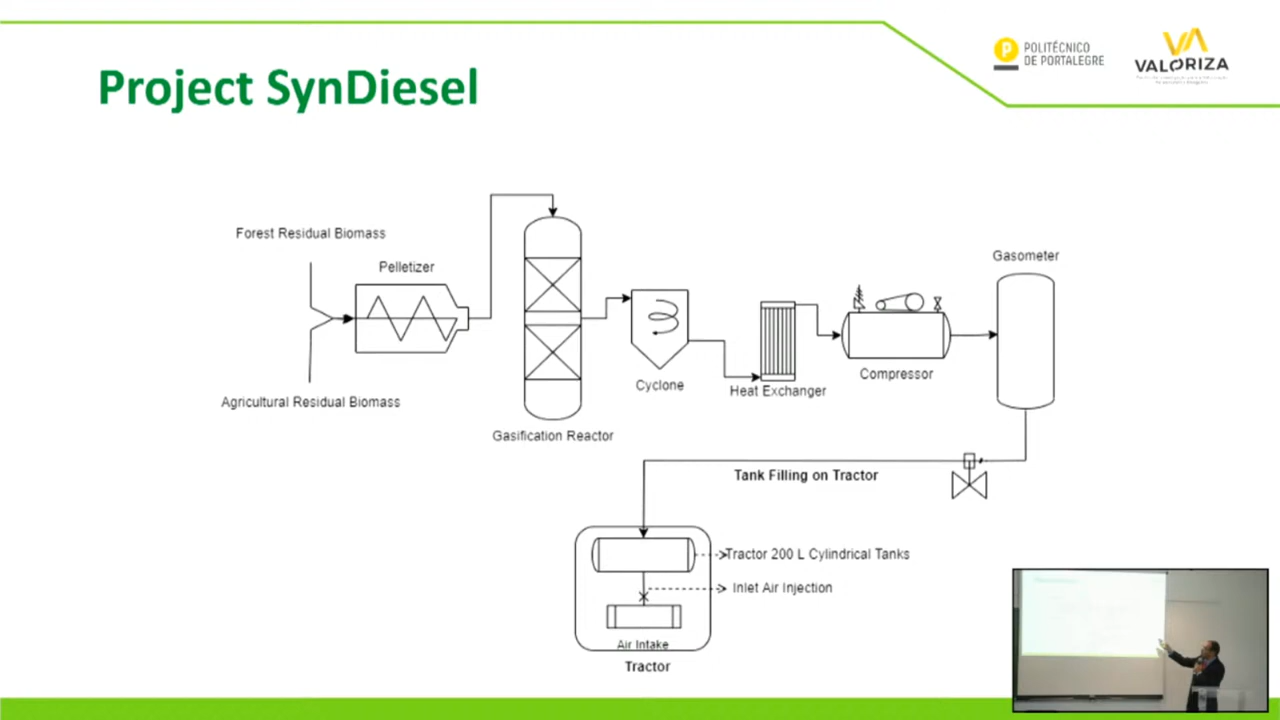 Project SynDiesel
POLITÉCNICO
DE PORTALEGRE
VALORIZA
Forest Residual Biomass
Pelletizer
Agricultural Residual Biomass
Gasification Reactor
Cyclone
Heat Exchanger
Compressor
Gasometer
Tank Filling on Tractor
Tractor 200 L Cylindrical Tanks
Inlet Air Injection
Air Intake
Tractor